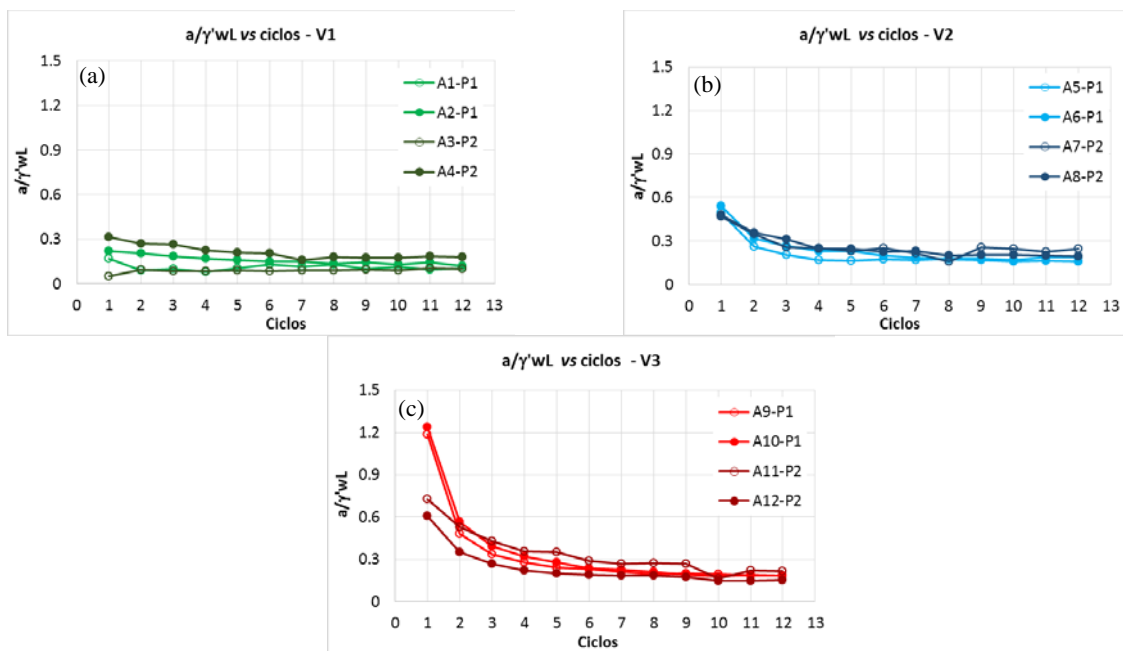 a/γ'wL vs ciclos - V1
(a)
1.5
1.2
0.9
0.6
0.3
0
a/γ'wL
A1-P1
A2-P1
A3-P2
A4-P2
0 1 2 3 4 5 6 7 8 9 10 11 12 13
Ciclos
a/γ'wL vs ciclos - V2
(b)
1.5
1.2
0.9
0.6
0.3
0
a/γ'wL
A5-P1
A6-P1
A7-P2
A8-P2
0 1 2 3 4 5 6 7 8 9 10 11 12 13
Ciclos
a/γ'wL vs ciclos - V3
(c)
1.5
1.2
0.9
0.6
0.3
0
a/γ'wL
A9-P1
A10-P1
A11-P2
A12-P2
0 1 2 3 4 5 6 7 8 9 10 11 12 13
Ciclos